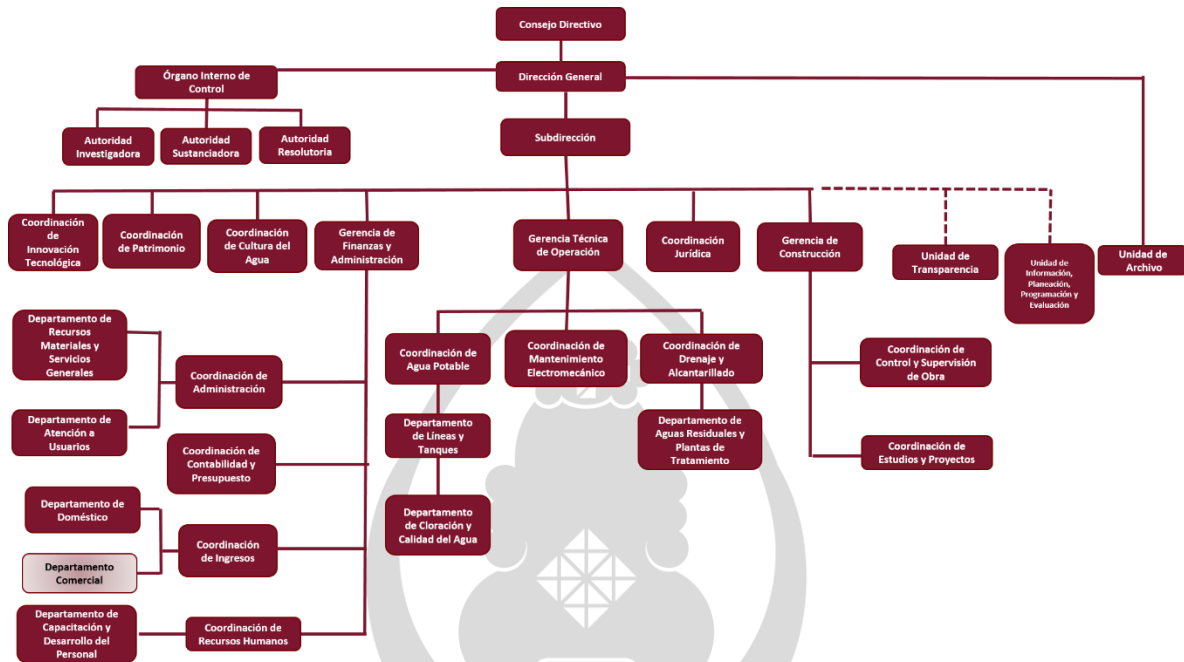 Consejo Directivo
Órgano Interno de
Control
Dirección General
Autoridad
Investigadora
Autoridad
Sustanciadora
Autoridad
Resolutoria
Subdirección
Coordinación
de
Innovación
Tecnológica
Coordinación
de Patrimonio
Coordinación
de Cultura del
Agua
Gerencia de
Finanzas y
Administración
Gerencia Técnica
de Operación
Coordinación
Jurídica
Gerencia de
Construcción
Unidad de
Transparencia
Unidad de
Información,
Planeación,
Programación y
Evaluación
Unidad de
Archivo
Departamento de
Recursos
Materiales y
Servicios
Generales
Coordinación de
Administración
Departamento de
Atención a
Usuarios
Coordinación de
Contabilidad y
Presupuesto
Departamento de
Doméstico
Coordinación
de Ingresos
Departamento
Comercial
Departamento de
Capacitación y
Desarrollo del
Personal
Coordinación de
Recursos Humanos
Coordinación de
Agua Potable
Coordinación de
Mantenimiento
Electromecánico
Coordinación de
Drenaje y
Alcantarillado
Departamento
de Líneas y
Tanques
Departamento de
Aguas Residuales y
Plantas de
Tratamiento
Departamento
de Cloración y
Calidad del Agua
Coordinación de
Control y Supervisión
de Obra
Coordinación de
Estudios y Proyectos